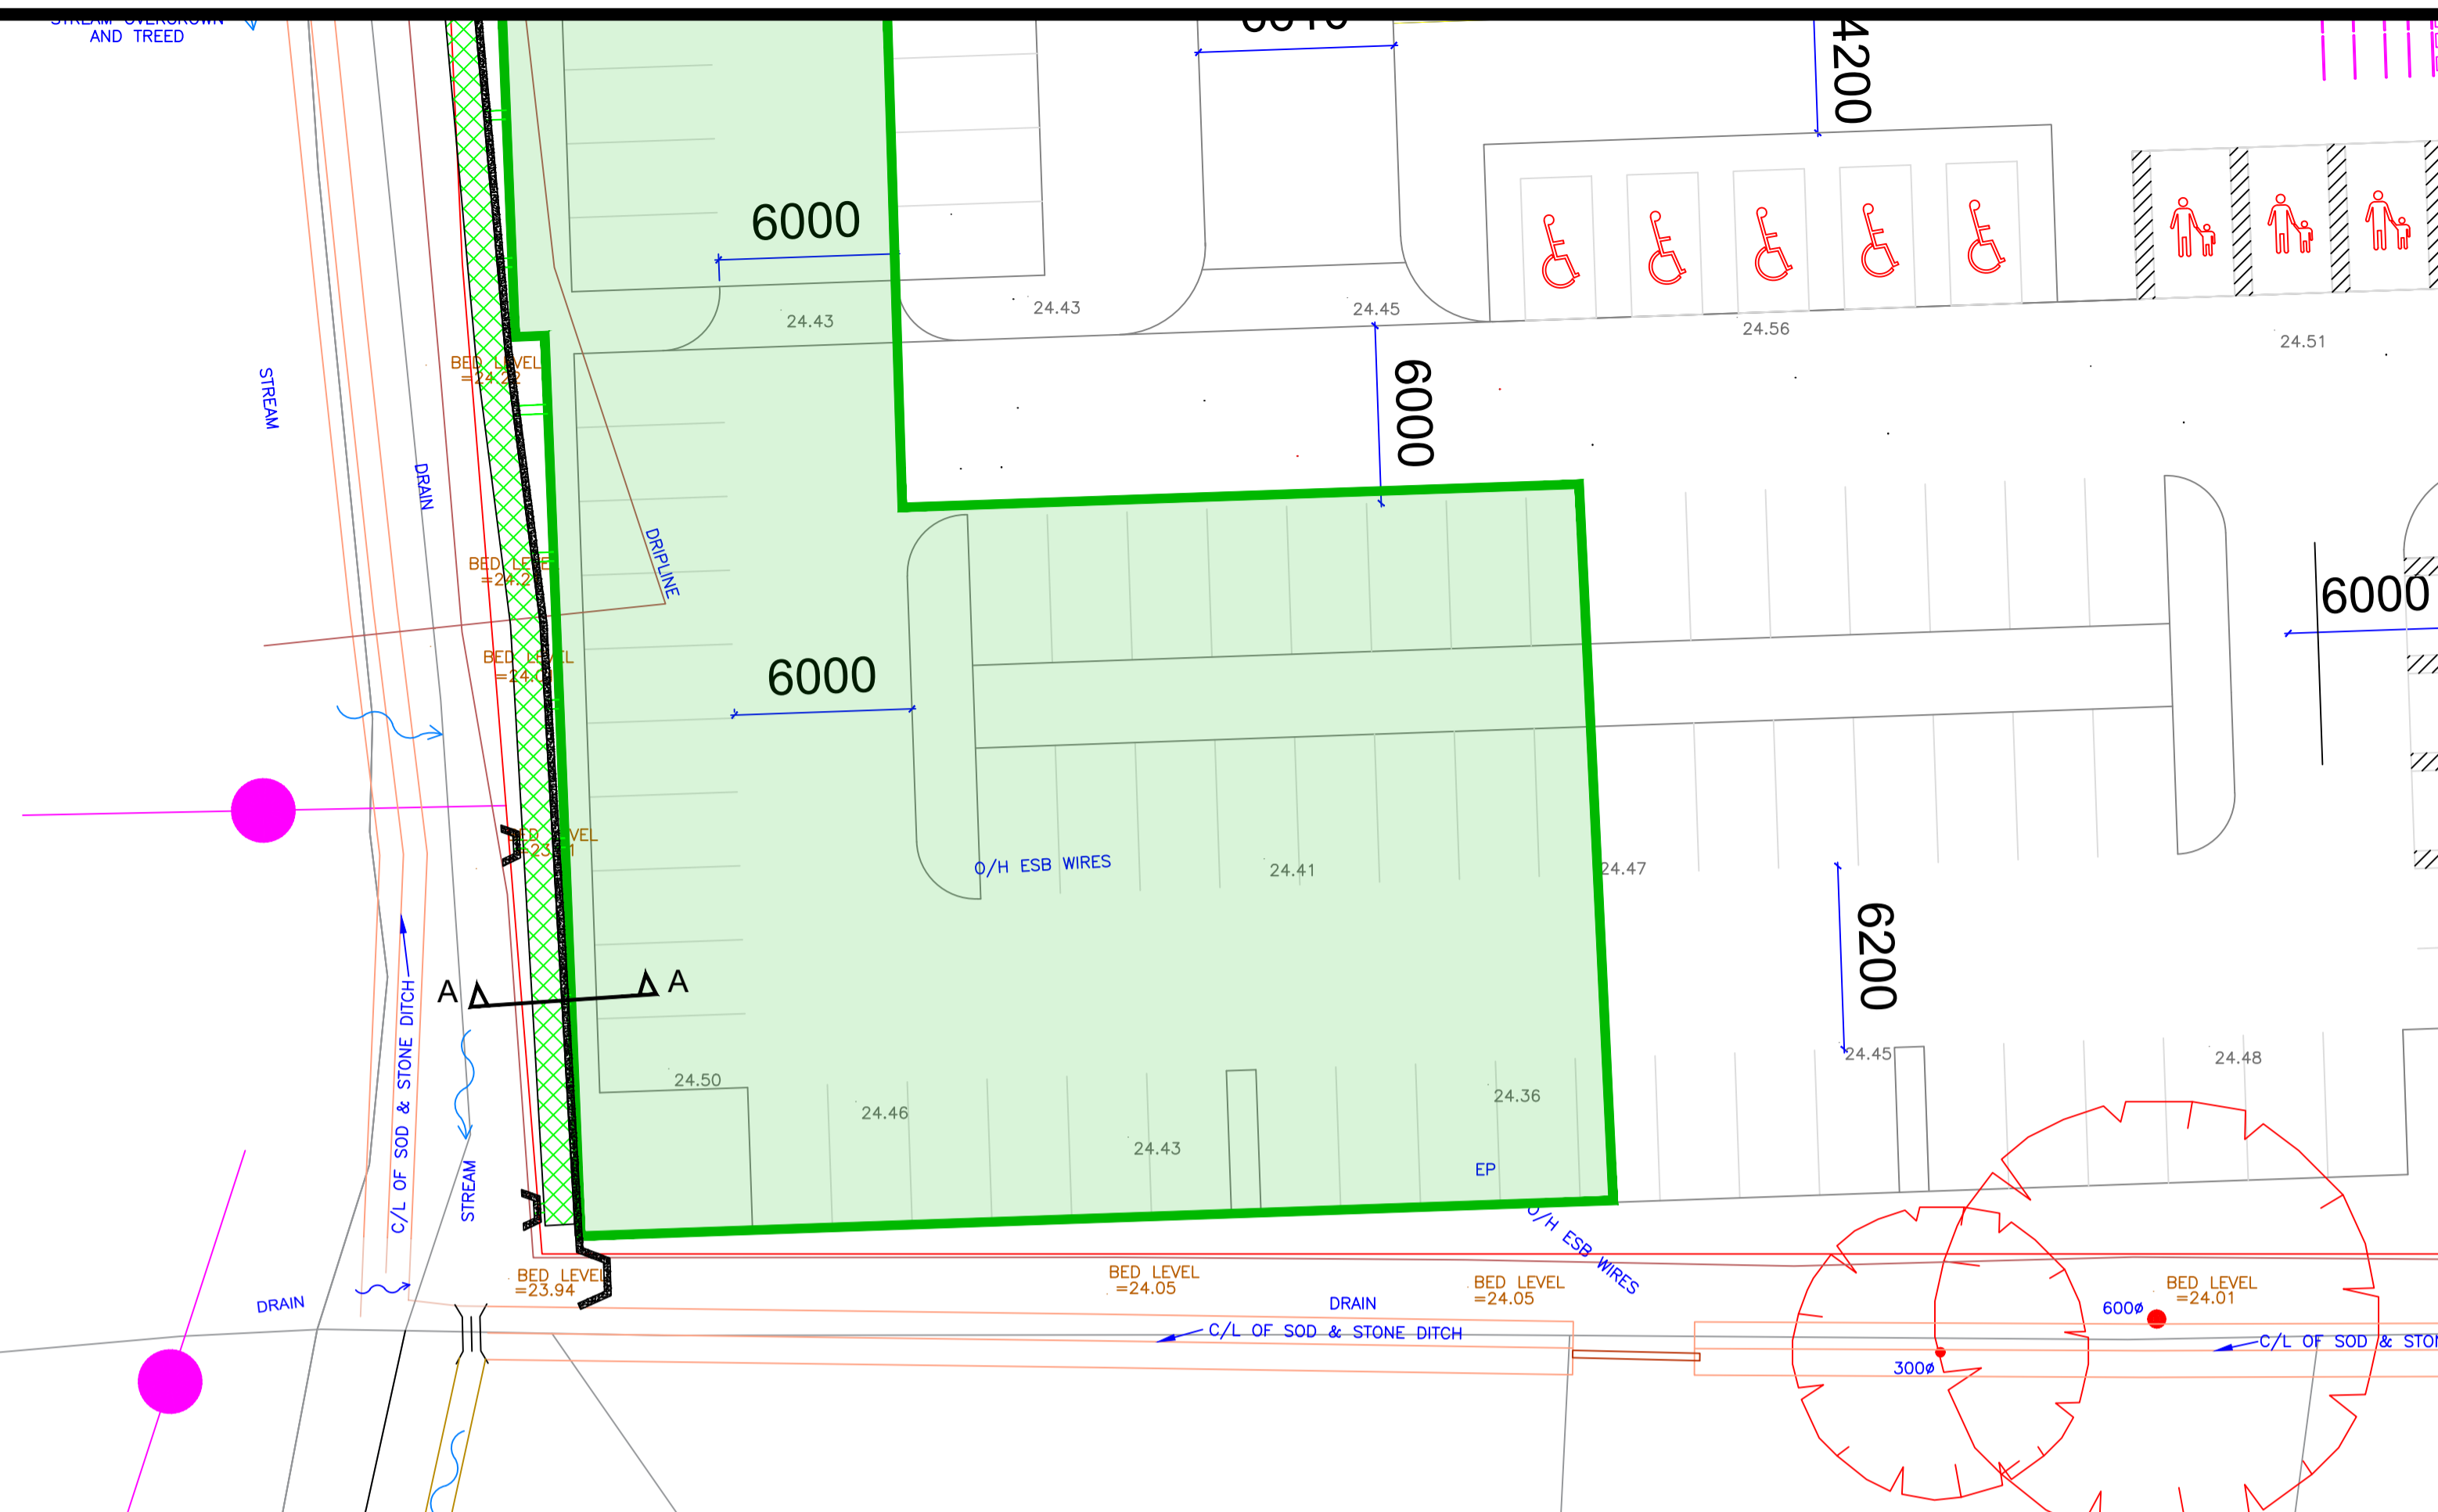 AND TREED
4200
6000
24.43
24.43
24.45
24.56
24.51
BED LEVEL
STREAM
6000
DRAIN
DRIPLINE
BED LEVEL
6000
BED LEVEL
6000
O/H ESB WIRES
24.41
24.47
6200
A
A
C/L OF SOD & STONE DITCH
24.50
24.46
24.43
24.36
24.45
24.48
STREAM
EP
O/H ESB WIRES
BED LEVEL
=23.94
BED LEVEL
=24.05
BED LEVEL
=24.05
BED LEVEL
=24.01
DRAIN
DRAIN
600ø
C/L OF SOD & STONE DITCH
C/L OF SOD &
300ø